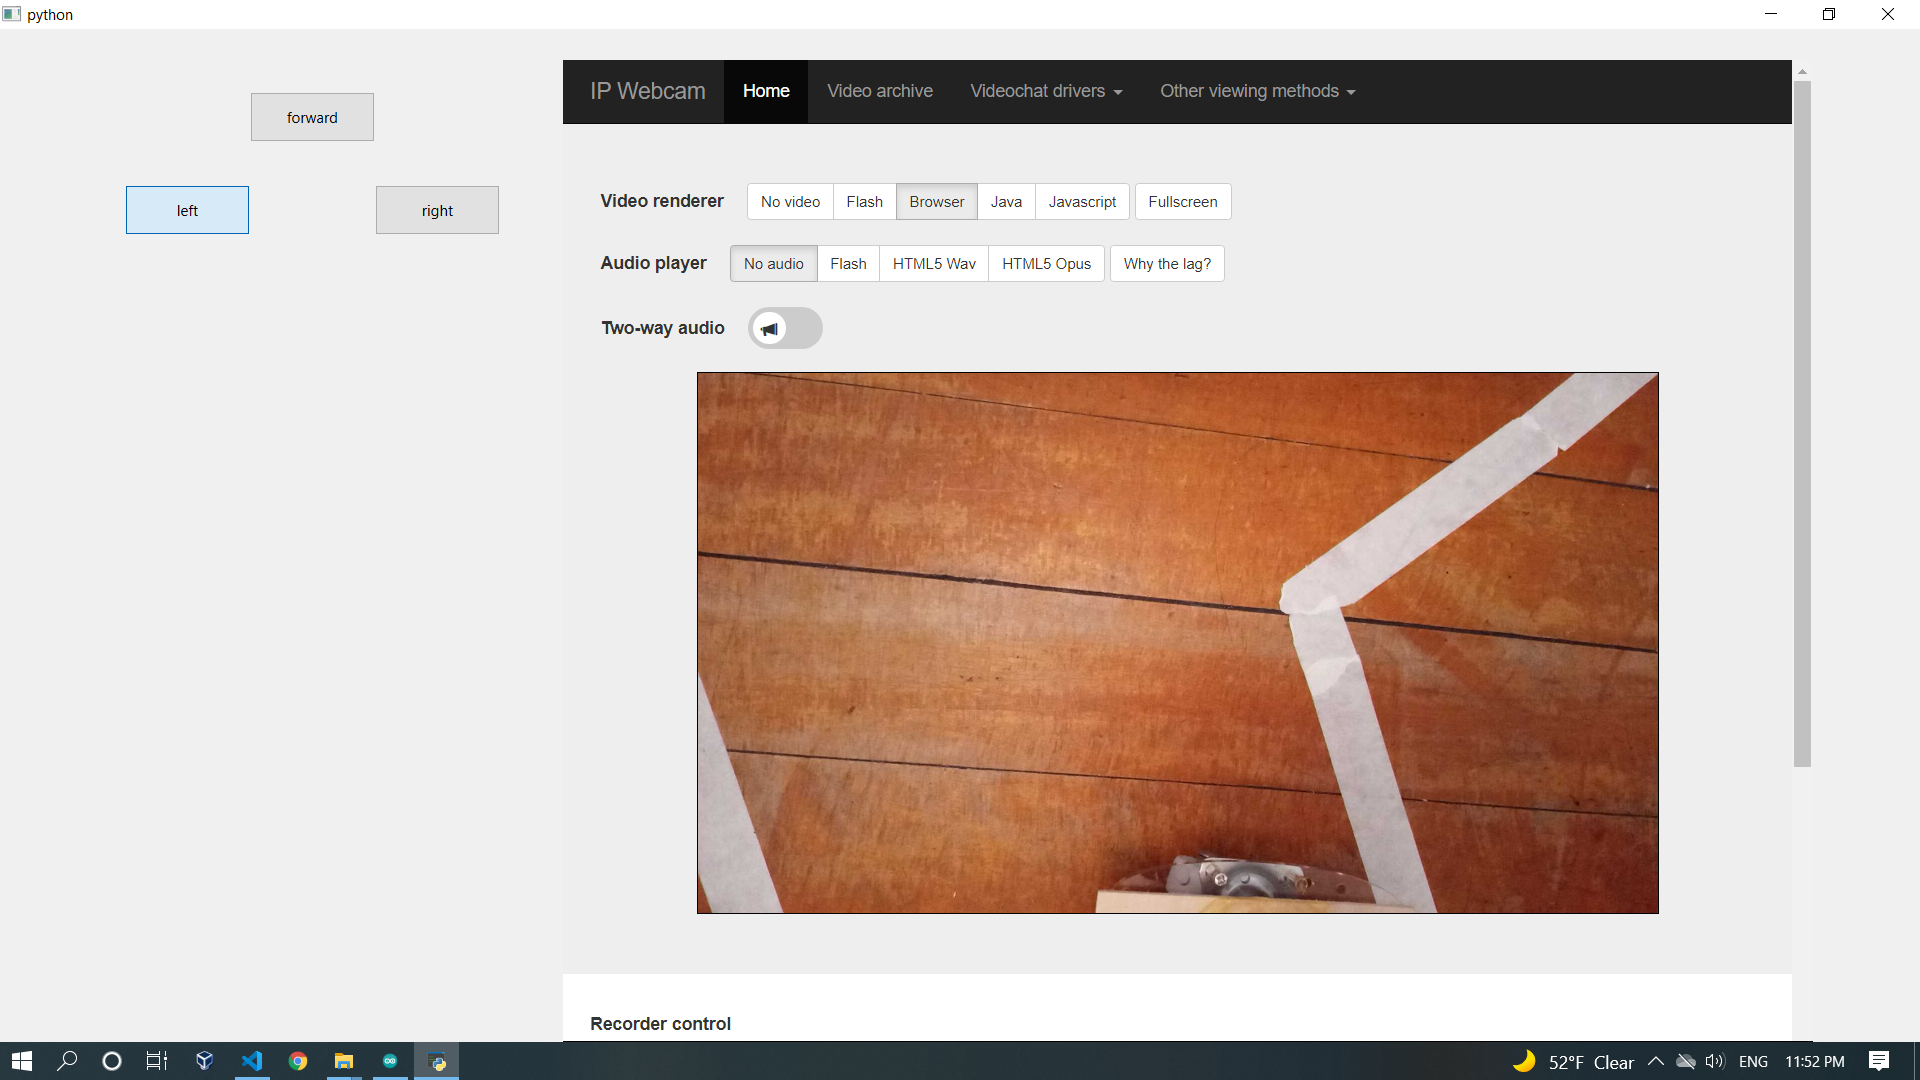 python
forward
left
right
IP Webcam Home Video archive Videochat drivers Other viewing methods
Video renderer No video Flash Browser Java Javascript Fullscreen
Audio player No audio Flash HTML5 Wav HTML5 Opus Why the lag?
Two-way audio
Recorder control
52°F Clear ENG 11:52 PM